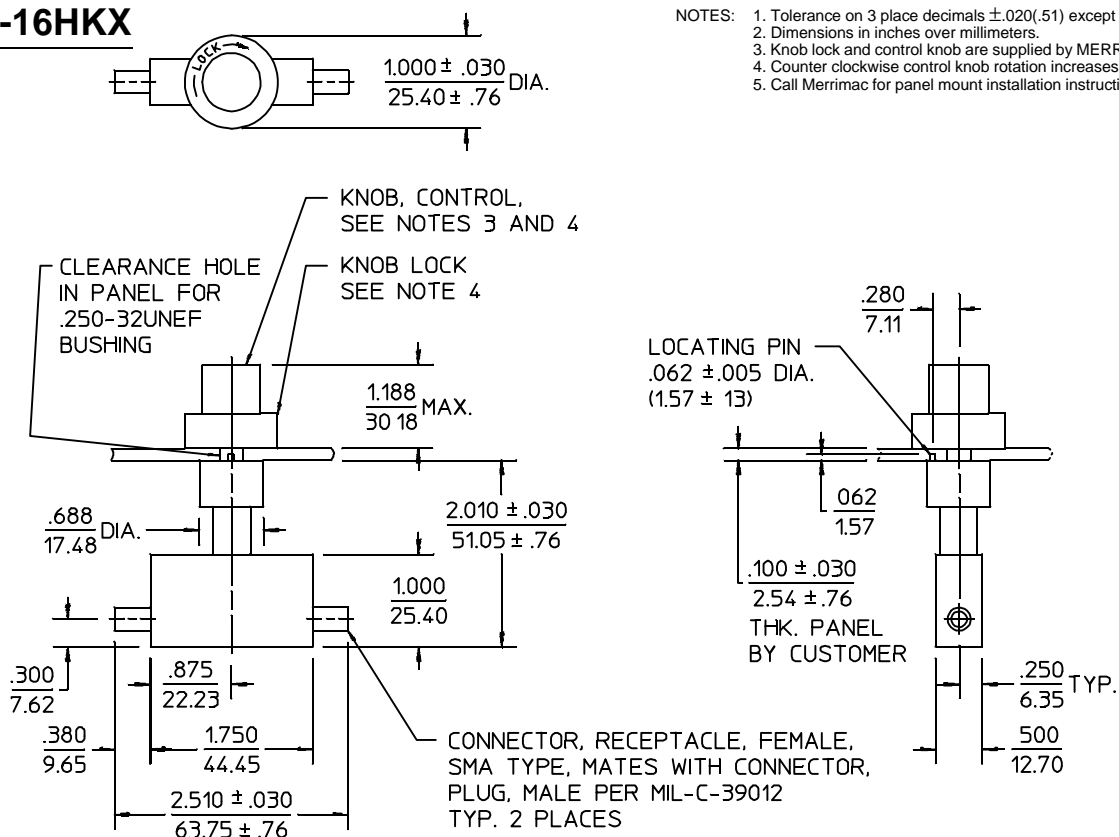 -16HKX
NOTES: 1. Tolerance on 3 place decimals ±.020(.51) except
2. Dimensions in inches over millimeters.
3. Knob lock and control knob are supplied by
4. Counter clockwise control knob rotation increases
5. Call Merrimac for panel mount installation
LOCK
1.000 ± .030
25.40 ± .76
DIA.
KNOB, CONTROL,
SEE NOTES 3 AND 4
CLEARANCE HOLE
IN PANEL FOR
.250-32UNEF
BUSHING
KNOB LOCK
SEE NOTE 4
.280
7.11
LOCATING PIN
.062 ±.005 DIA.
(1.57 ± 13)
1.188
30 18
MAX.
.688
17.48
DIA.
2.010 ±.030
51.05 ± .76
062
1.57
1.000
25.40
.100 ±.030
2.54 ±.76
THK. PANEL
BY CUSTOMER
.300
7.62
.875
22.23
.250
6.35
TYP.
.380
9.65
1.750
44.45
500
12.70
2.510 ±.030
63.75 ± .76
CONNECTOR, RECEPTACLE, FEMALE,
SMA TYPE, MATES WITH CONNECTOR,
PLUG, MALE PER MIL-C-39012
TYP. 2 PLACES